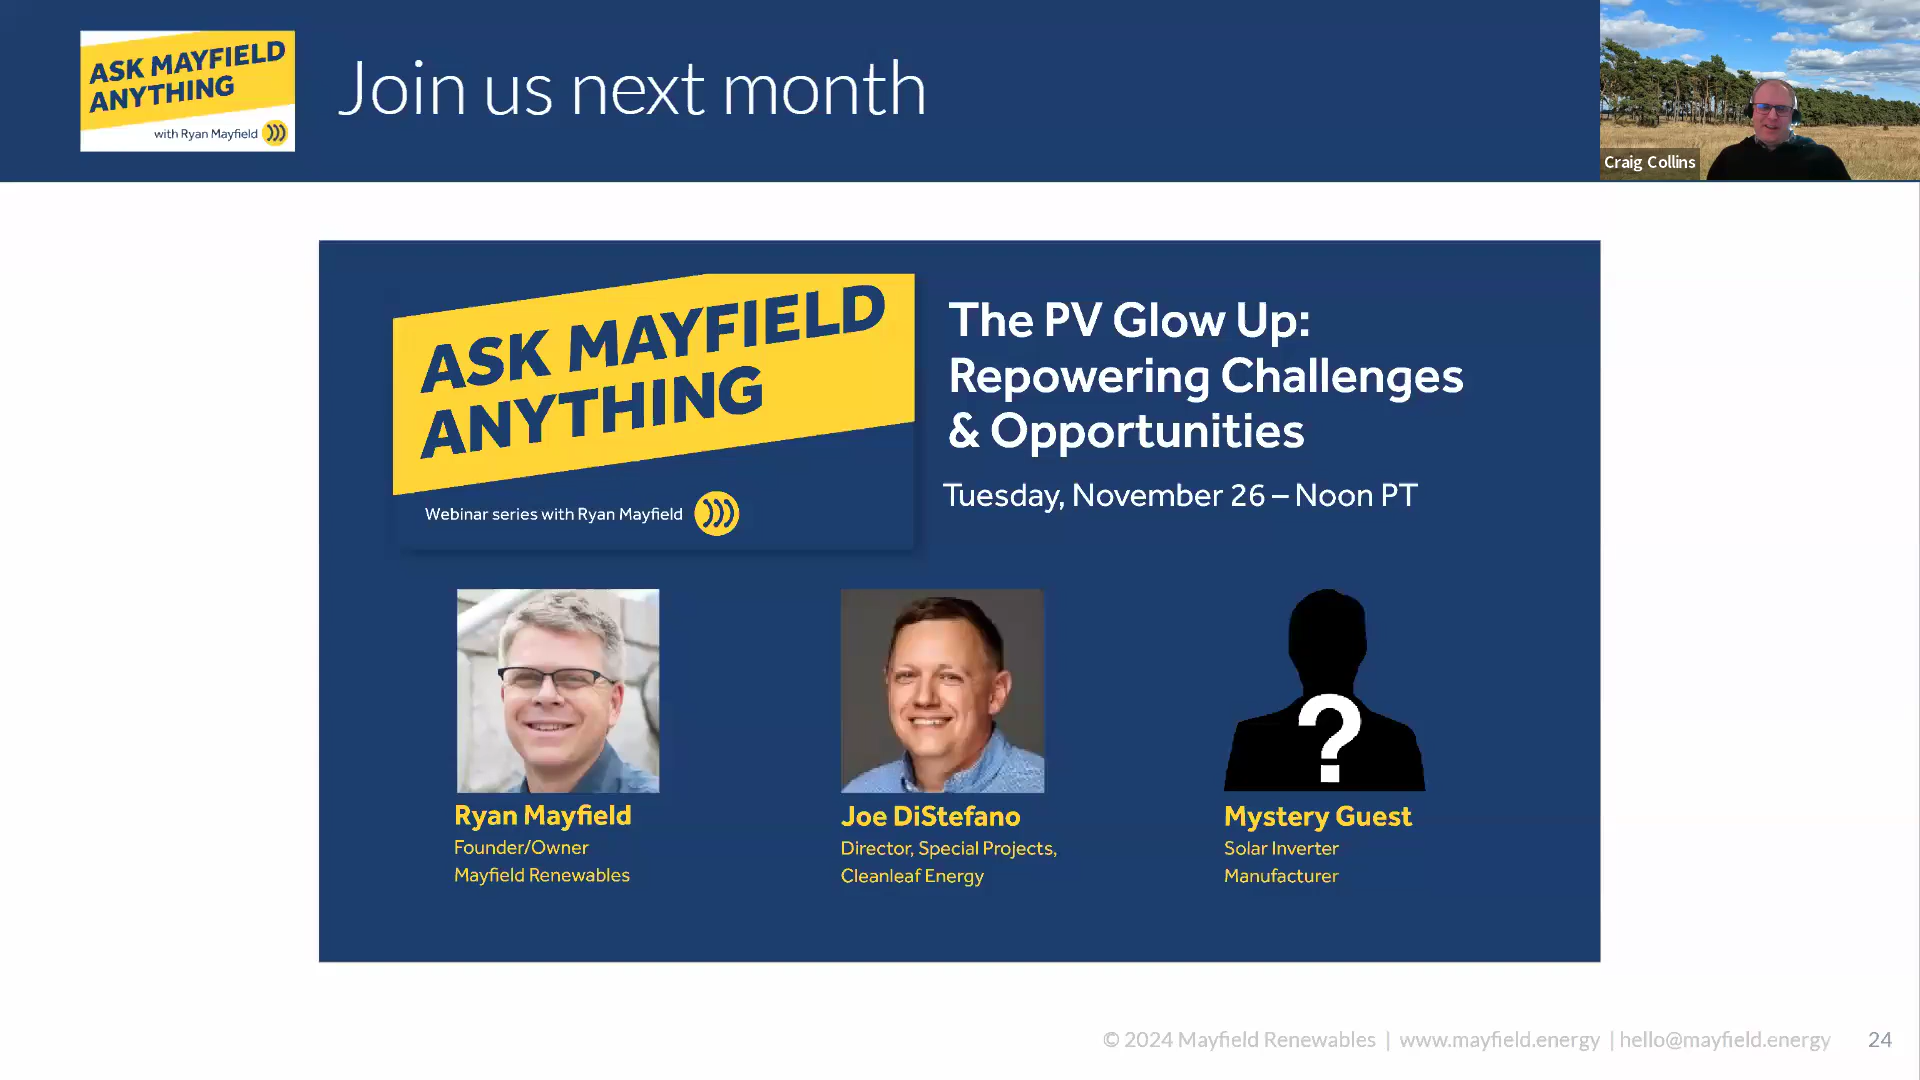 ASK MAYFIELD
ANYTHING
with Ryan Mayfield
Join us next month
Craig Collins
ASK MAYFIELD
ANYTHING
Webinar series with Ryan Mayfield
The PV Glow Up:
Repowering Challenges
& Opportunities
Tuesday, November 26 – Noon PT
Ryan Mayfield
Founder/Owner
Mayfield Renewables
Joe DiStefano
Director, Special Projects,
Cleanleaf Energy
?
Mystery Guest
Solar Inverter
Manufacturer
© 2024 Mayfield Renewables | www.mayfield.energy | hello@mayfield.energy 24